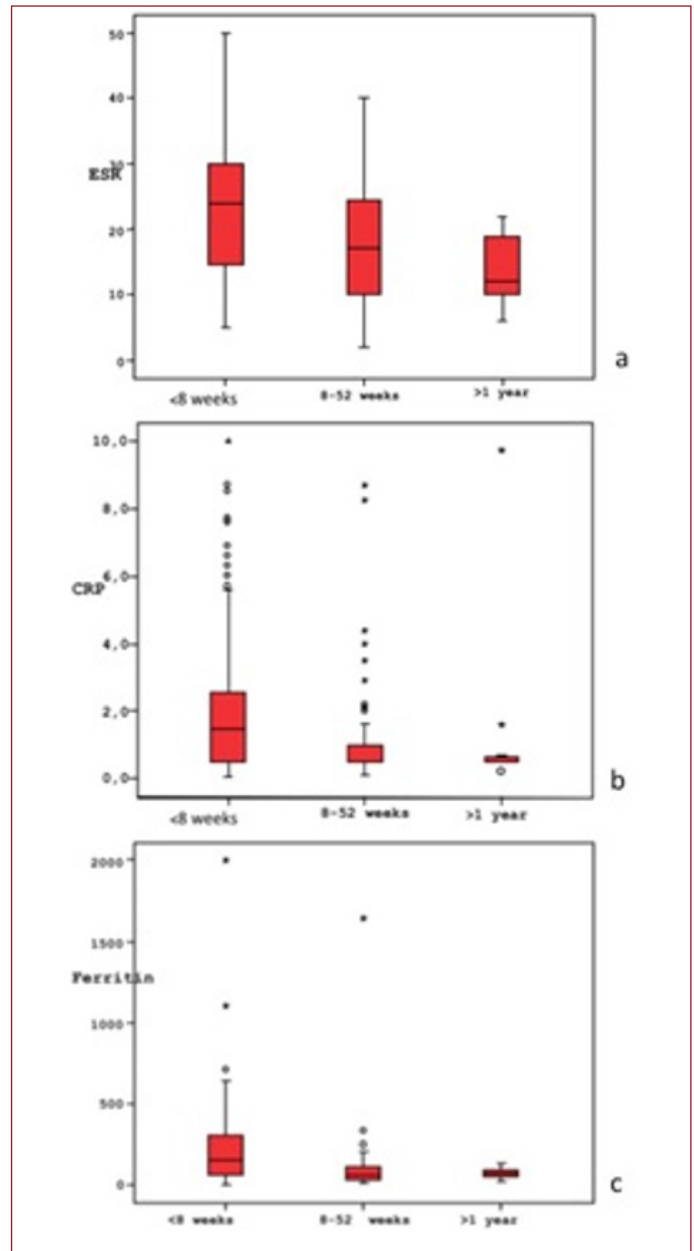 50
40
30
ESR
20
10
0
a
<8 weeks
8-52 weeks
>1 year
10,0
8,0
6,0
CRP
4,0
2,0
0,0
b
<8 weeks
8-52 weeks
>1 year
2000
1500
Ferritin
1000
500
0
c
<8 weeks
8-52 weeks
>1 year